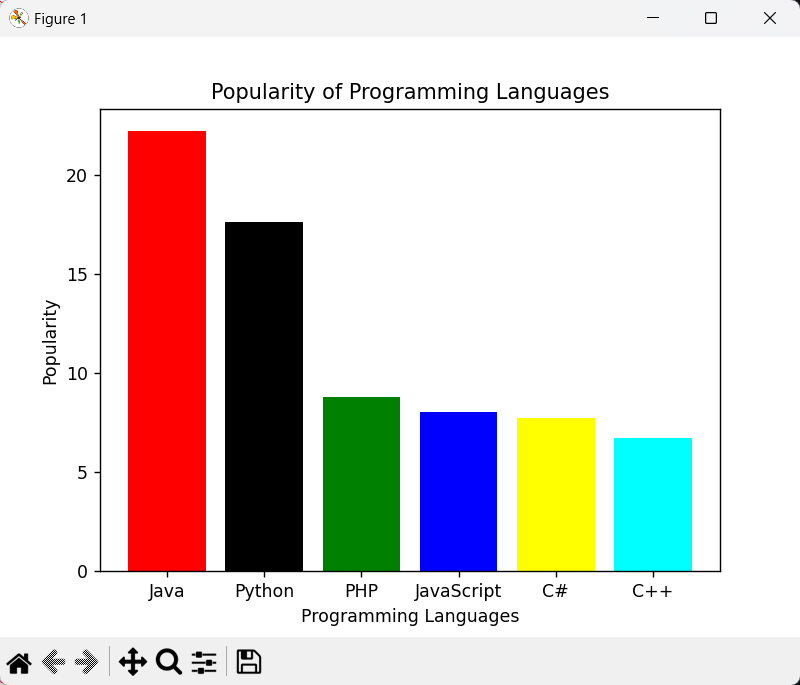 Figure 1
Popularity of Programming Languages
20
15
10
5
0
Popularity
Java Python PHP JavaScript C# C++
Programming Languages